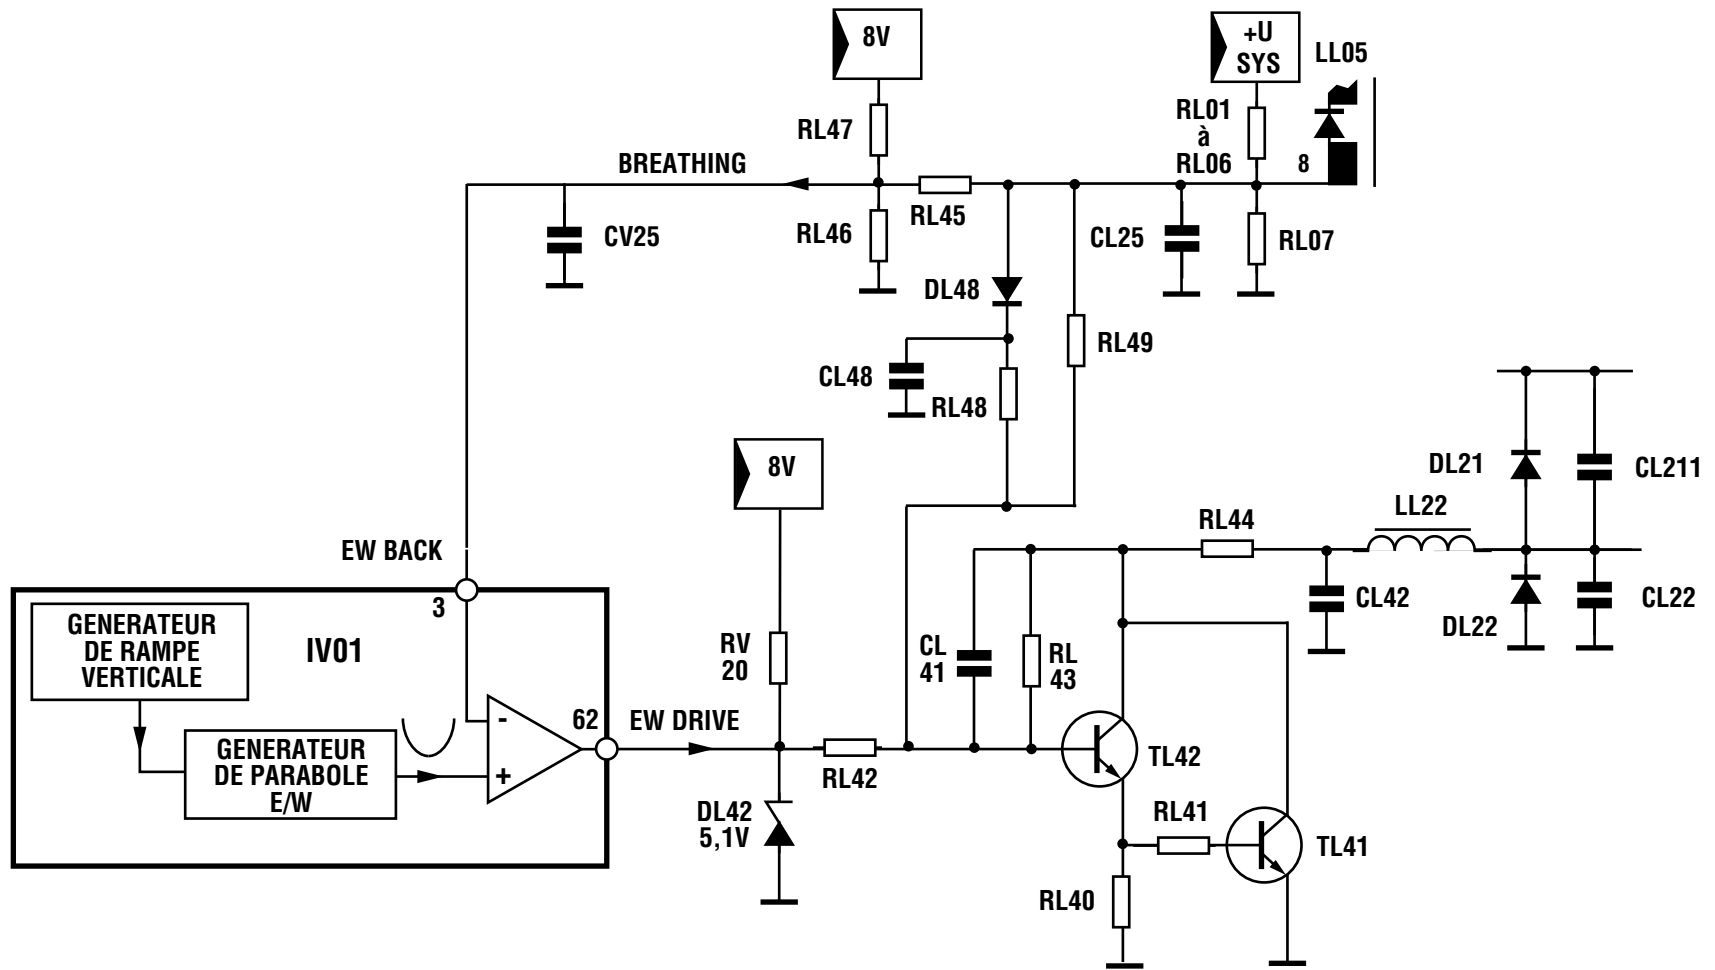 8V
+U
SYS
LL05
RL47
RL01
à
RL06
8
BREATHING
RL45
RL46
CV25
CL25
RL07
DL48
RL49
CL48
RL48
8V
DL21
CL211
LL22
RL44
EW BACK
3
CL42
CL22
DL22
GENERATEUR
DE RAMPE
VERTICALE
IV01
RV
20
CL
41
RL
43
62
EW DRIVE
-
+
GENERATEUR
DE PARABOLE
E/W
RL42
TL42
DL42
5,1V
RL41
TL41
RL40